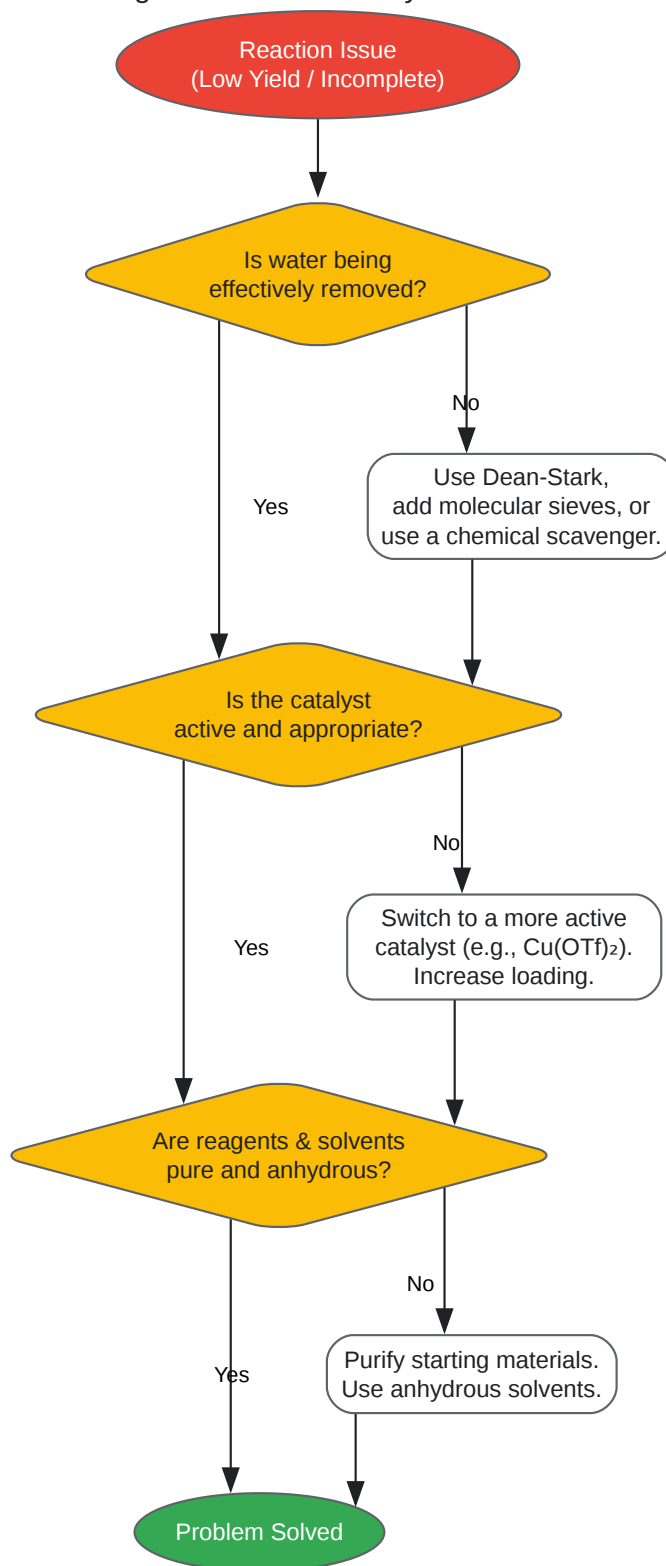 Reaction Issue
(Low Yield / Incomplete)
Is water being
effectively removed?
No
Use Dean-Stark,
add molecular sieves, or
use a chemical scavenger.
Yes
Is the catalyst
active and appropriate?
No
Switch to a more active
catalyst (e.g., Cu(OTf)₂).
Increase loading.
Yes
Are reagents & solvents
pure and anhydrous?
No
Purify starting materials.
Use anhydrous solvents.
Yes
Problem Solved